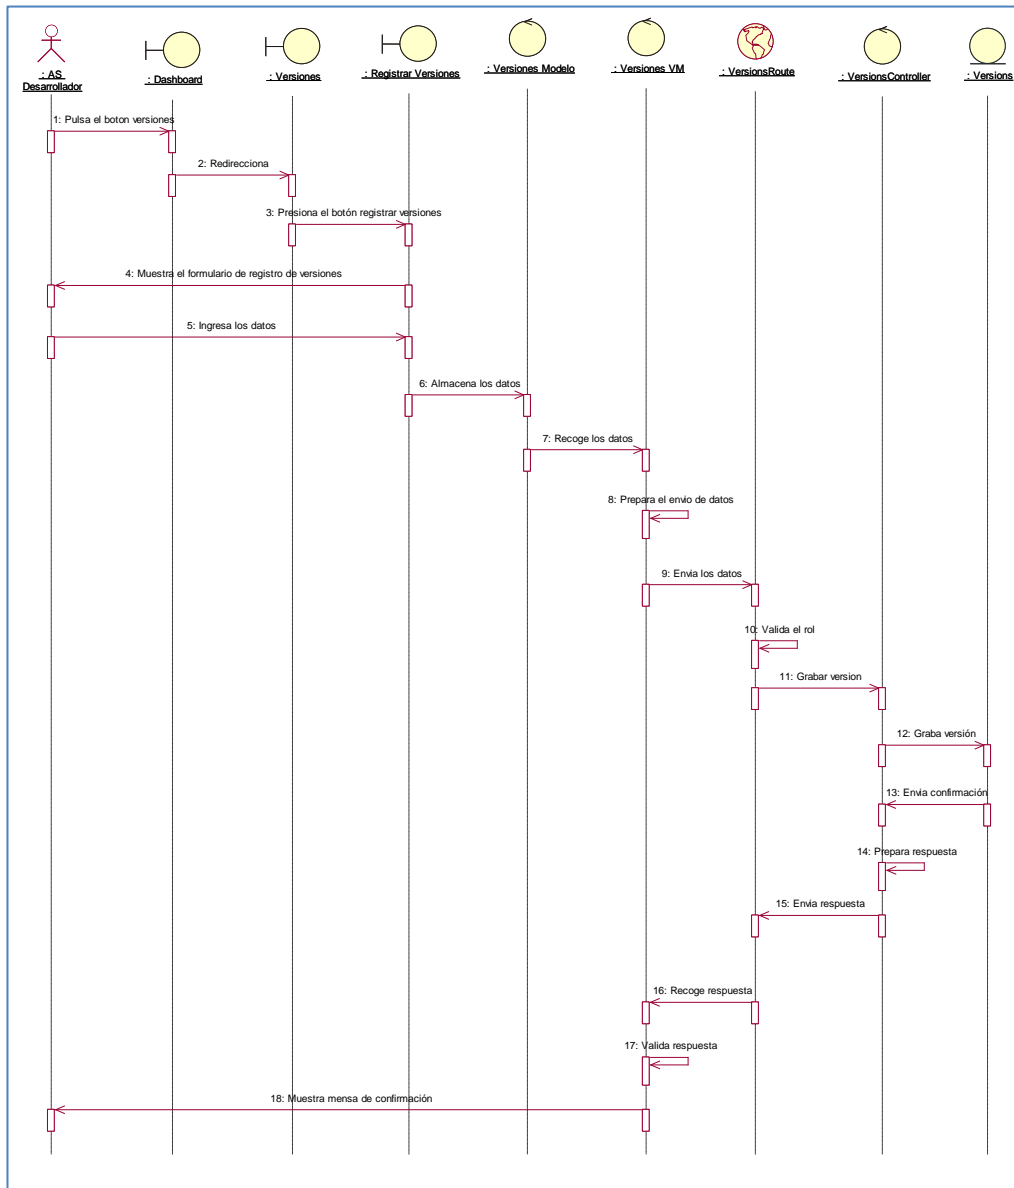 : AS
Desarrollador
: Dashboard
: Versiones
: Registrar Versiones
: Versiones Modelo
: Versiones VM
: VersionsRoute
: VersionsController
: Versions
1: Pulsa el boton versiones
2: Redirecciona
3: Presiona el botón registrar versiones
4: Muestra el formulario de registro de versiones
5: Ingresa los datos
6: Almacena los datos
7: Recoge los datos
8: Prepara el envio de datos
9: Envia los datos
10: Valida el rol
11: Grabar version
12: Graba versión
13: Envia confirmación
14: Prepara respuesta
15: Envia respuesta
16: Recoge respuesta
17: Valida respuesta
18: Muestra mensa de confirmación